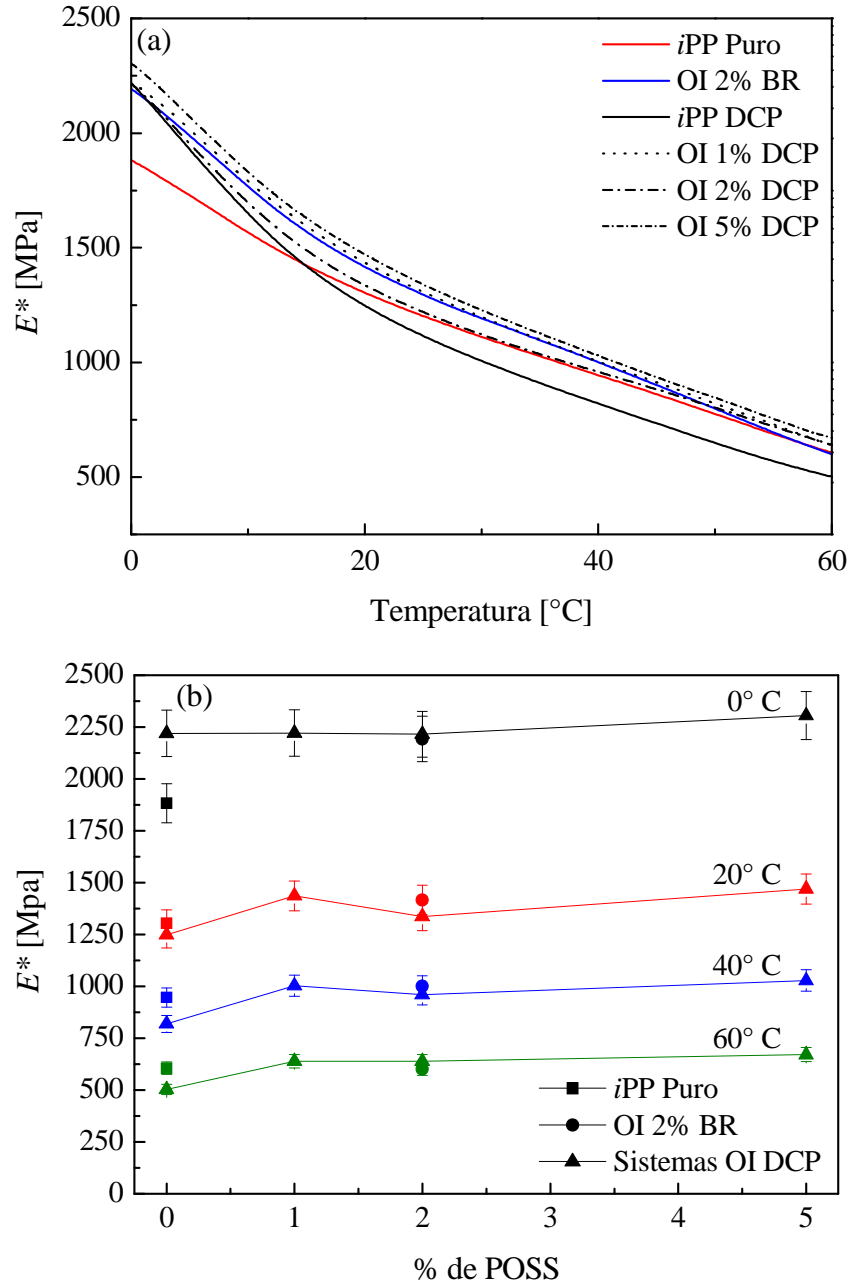 (a)
iPP Puro
OI 2% BR
iPP DCP
OI 1% DCP
OI 2% DCP
OI 5% DCP
2500
2000
1500
1000
500
E* [MPa]
0 20 40 60
Temperatura [°C]
(b)
2500
2250
2000
1750
1500
1250
1000
750
500
250
0
E* [Mpa]
0° C
20° C
40° C
60° C
iPP Puro
OI 2% BR
Sistemas OI DCP
0 1 2 3 4 5
% de POSS